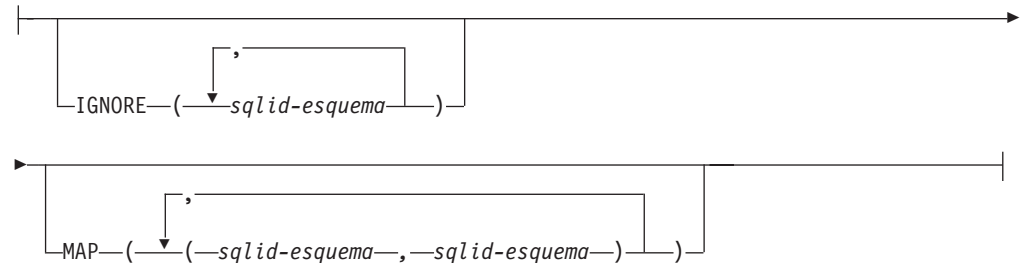 ,
IGNORE ( sqlid-esquema )
,
MAP ( ( sqlid-esquema , sqlid-esquema ) )